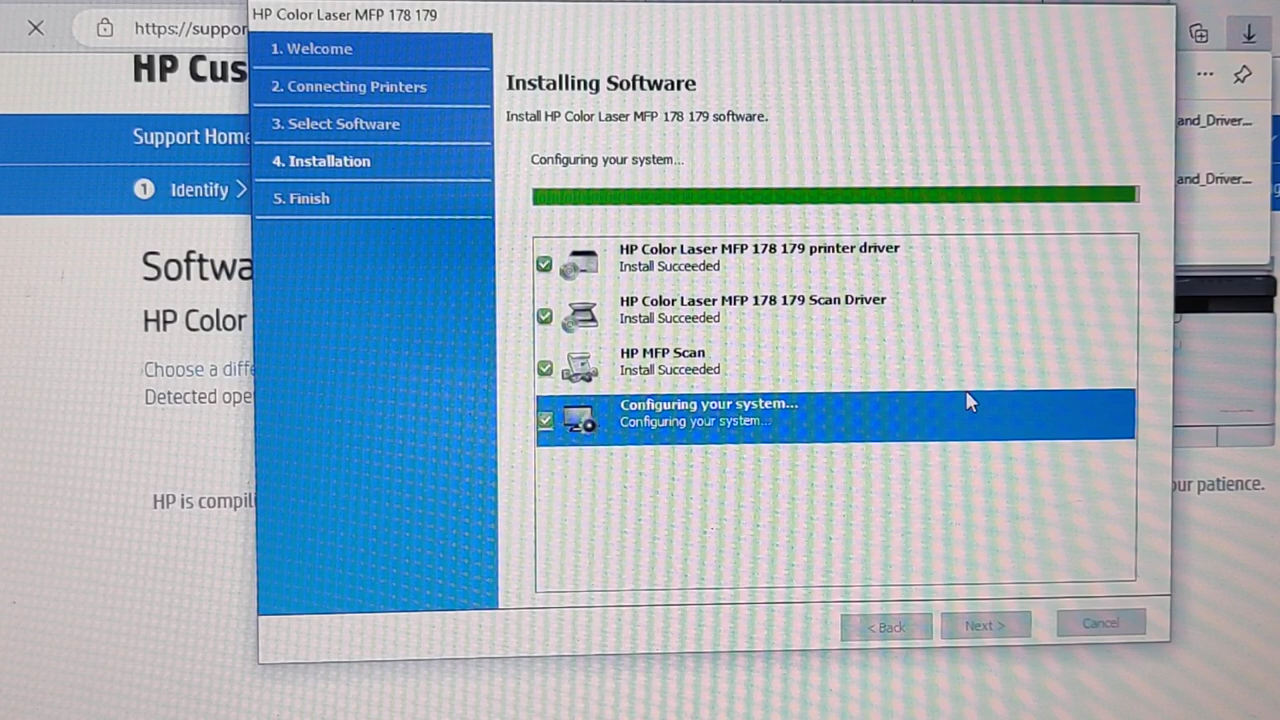 HP Color Laser MFP 178 179
https://suppor
HP Cus
Support Home
1 Identify
Softwa
HP Color
Choose a diffe
Detected ope
HP is compil
1. Welcome
2. Connecting Printers
3. Select Software
4. Installation
5. Finish
Installing Software
Install HP Color Laser MFP 178 179 software.
Configuring your system...
HP Color Laser MFP 178 179 printer driver
Install Succeeded
HP Color Laser MFP 178 179 Scan Driver
Install Succeeded
HP MFP Scan
Install Succeeded
Configuring your system...
Configuring your system...
< Back
Next >
Cancel
and_Driver...
and_Driver...
our patience.